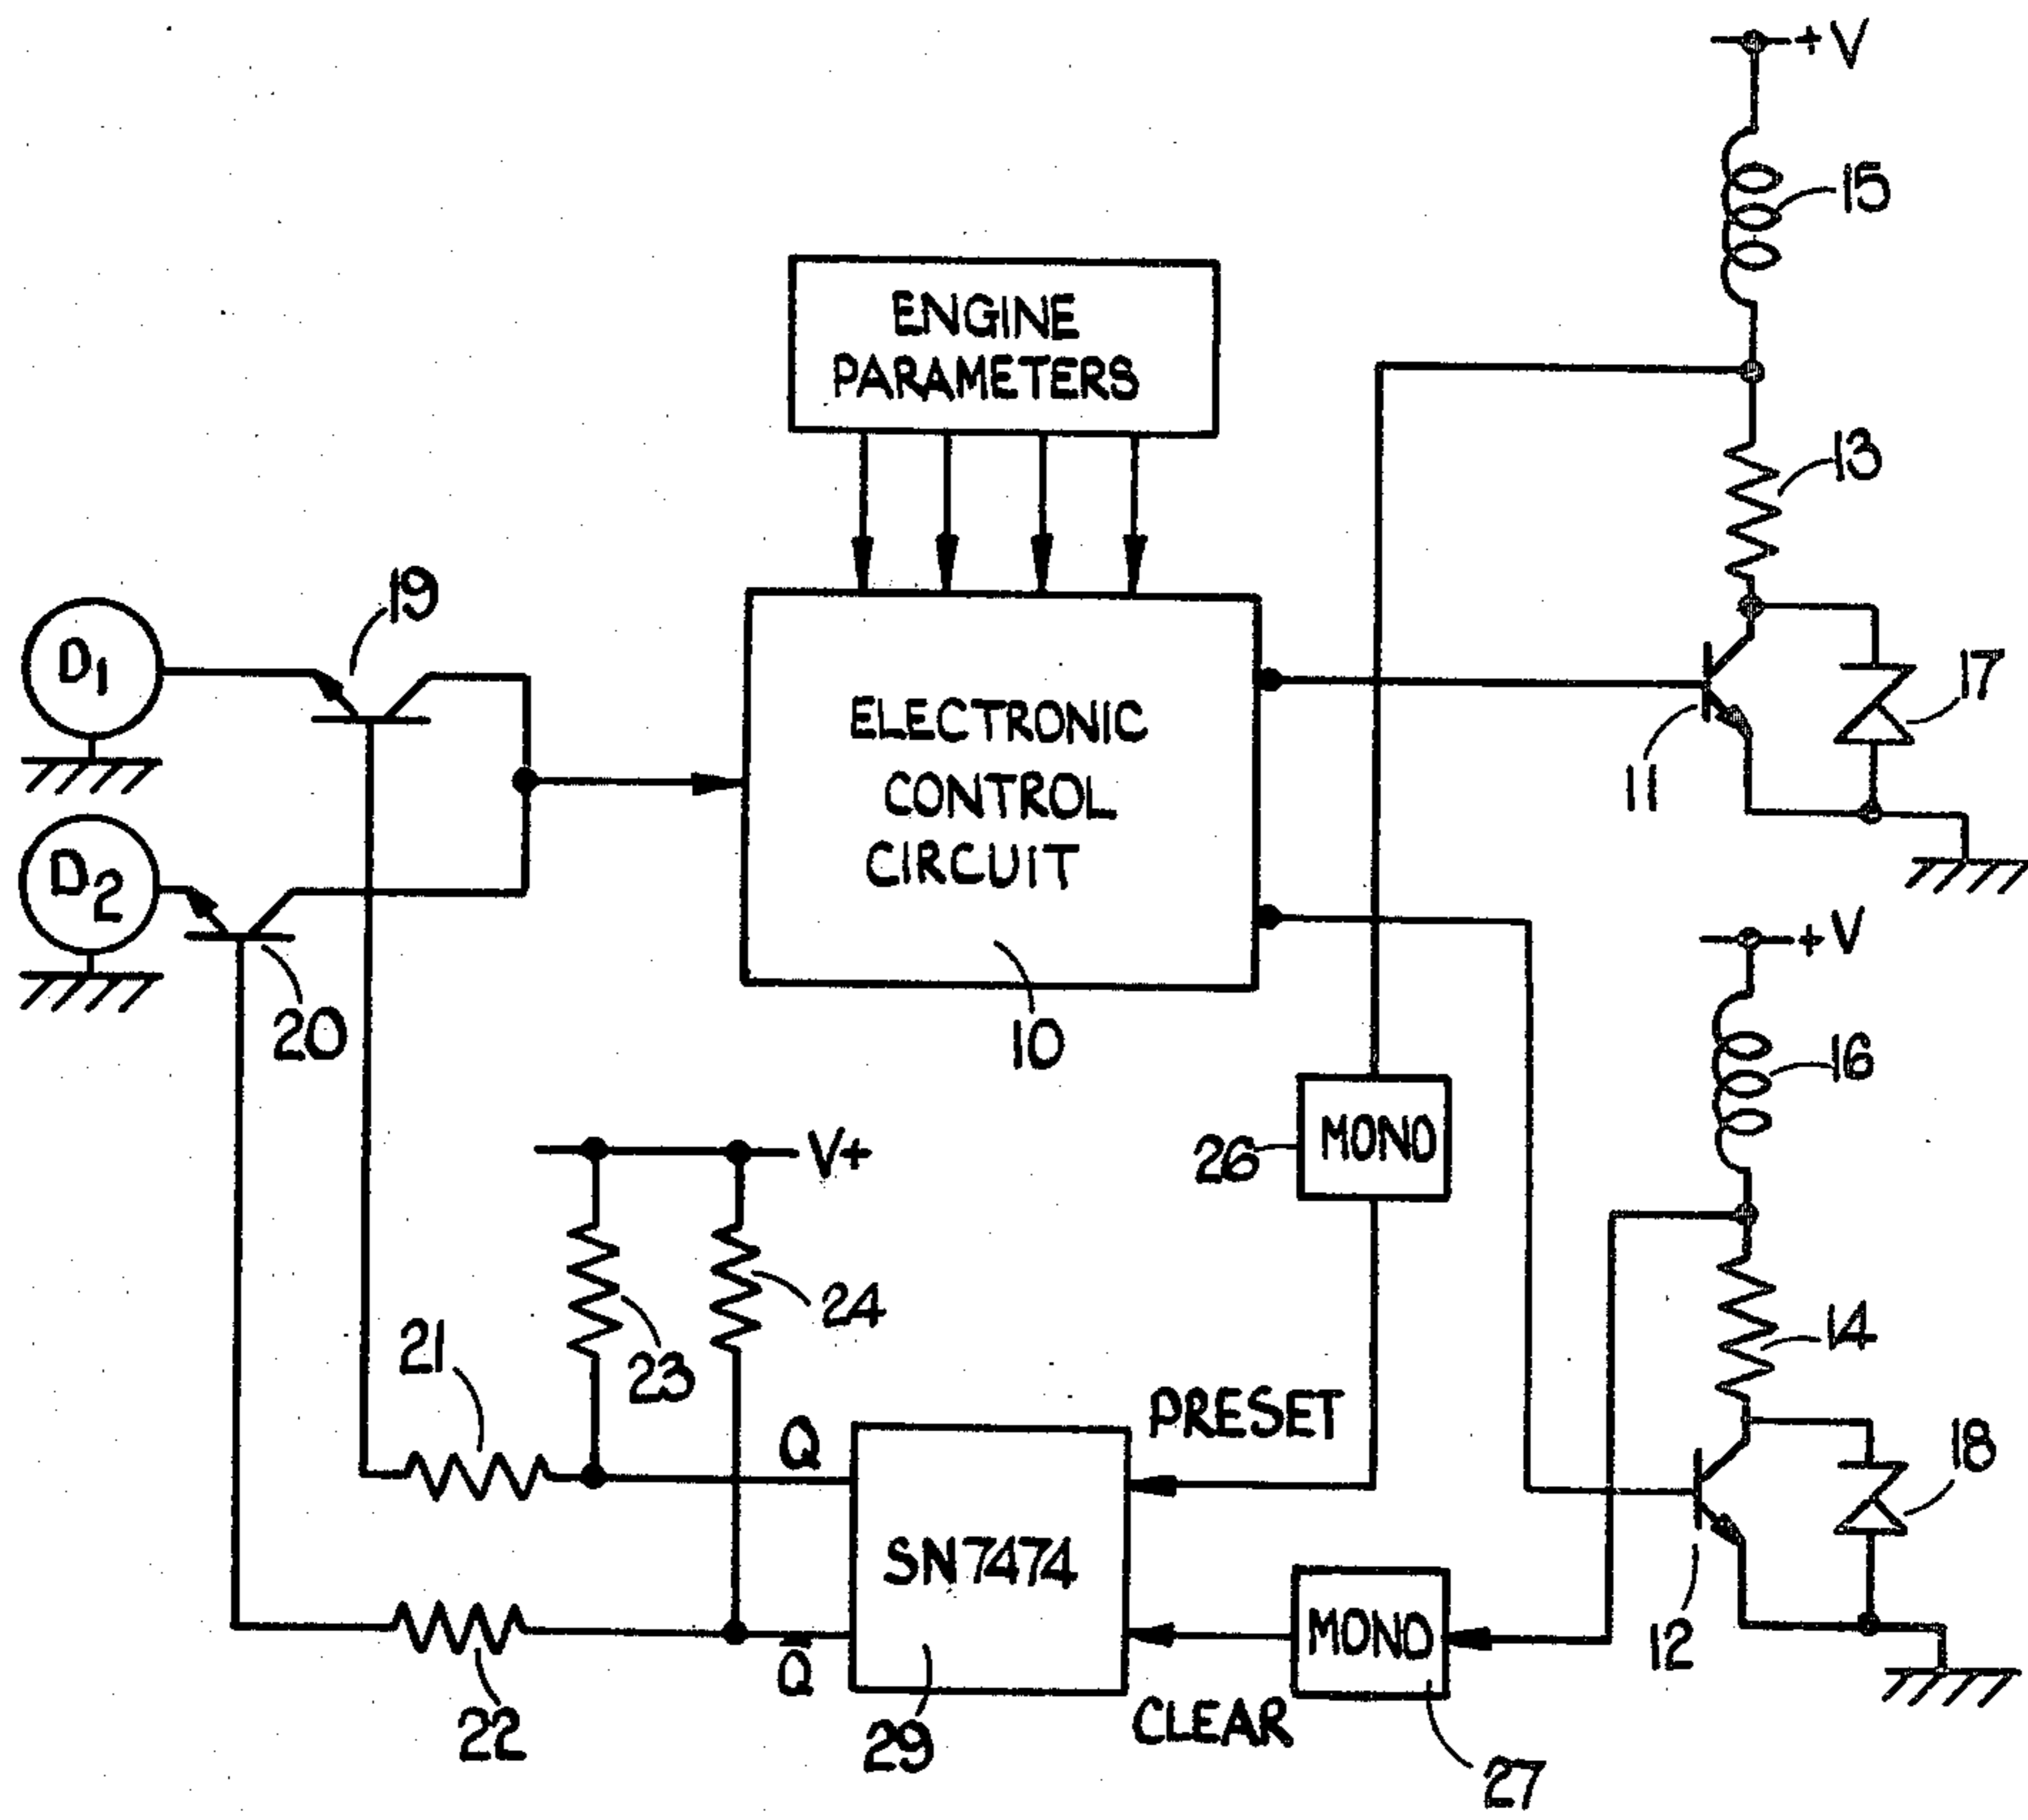 +V
15
ENGINE
PARAMETERS
13
19
D1
17
ELECTRONIC
CONTROL
CIRCUIT
11
D2
+V
20
10
16
V+
MONO
26
24
14
21
23
PRESET
Q
18
SN7474
MONO
12
Q̅
22
29
CLEAR
27